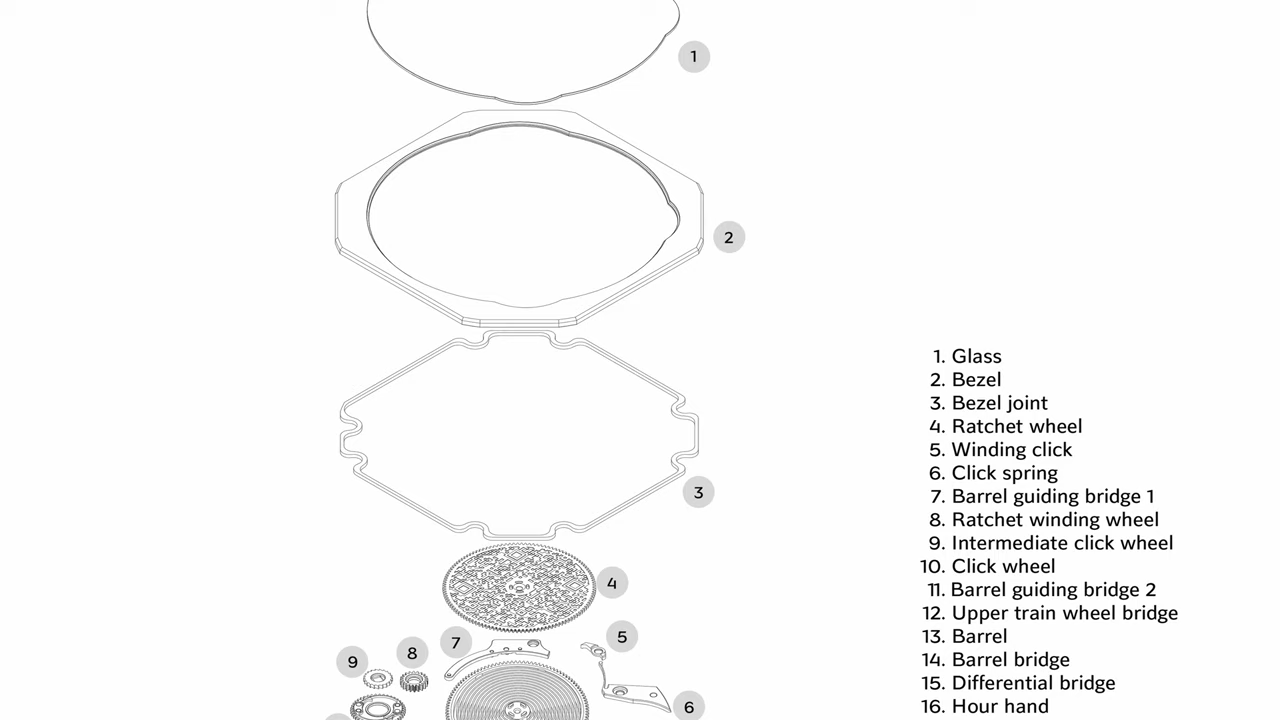 1
2
3
4
5
7
8
9
6
1. Glass
2. Bezel
3. Bezel joint
4. Ratchet wheel
5. Winding click
6. Click spring
7. Barrel guiding bridge 1
8. Ratchet winding wheel
9. Intermediate click wheel
10. Click wheel
11. Barrel guiding bridge 2
12. Upper train wheel bridge
13. Barrel
14. Barrel bridge
15. Differential bridge
16. Hour hand